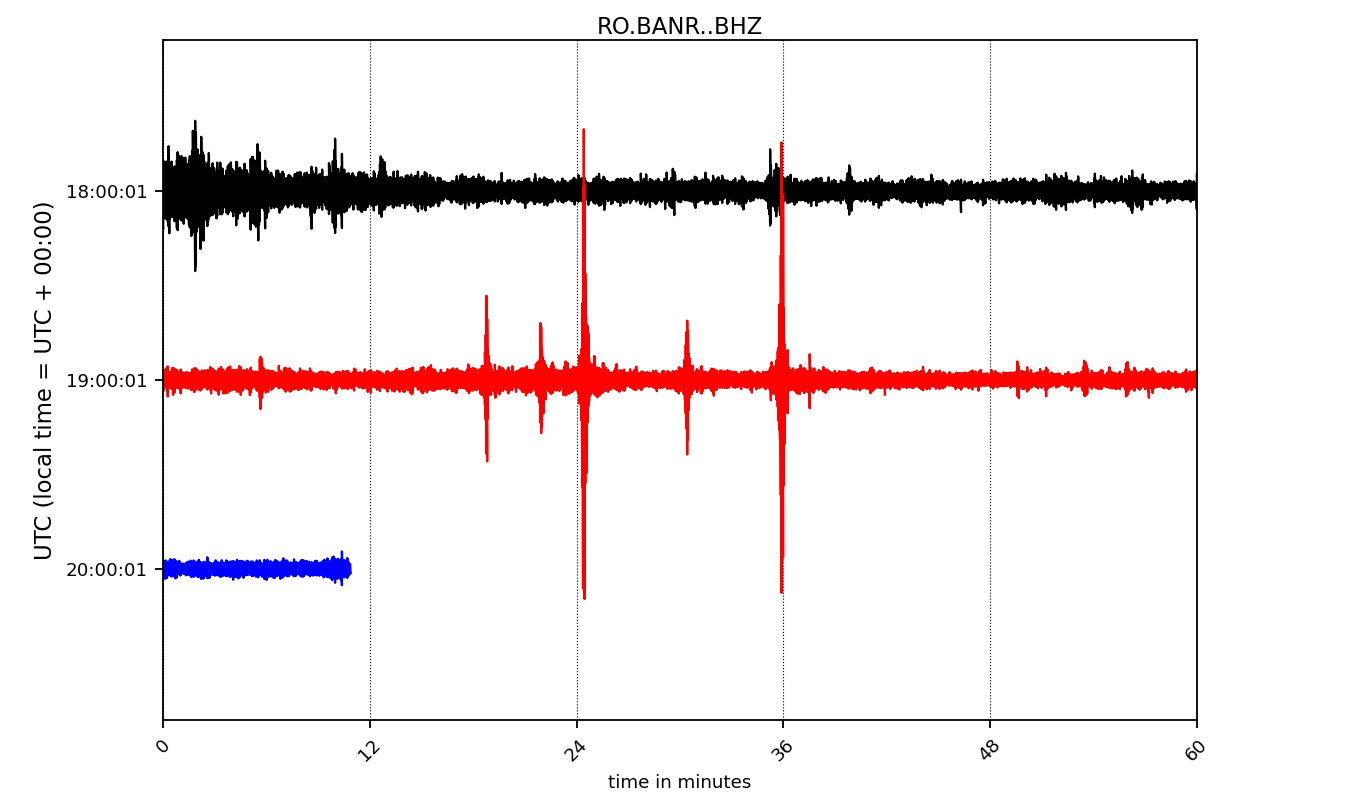 RO.BANR..BHZ
UTC (local time = UTC + 00:00)
18:00:01
19:00:01
20:00:01
0 12 24 36 48 60
time in minutes